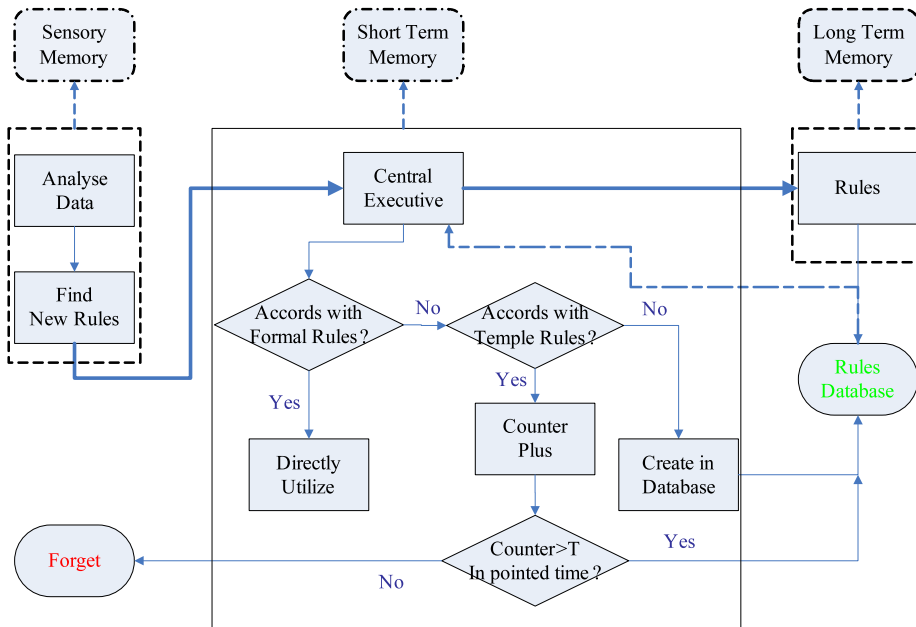 Sensory
Memory
Short Term
Memory
Long Term
Memory
Analyse
Data
Central
Executive
Rules
Find
New Rules
Accords with
Formal Rules?
No
Accords with
Temple Rules?
No
Rules
Database
Yes
Yes
Directly
Utilize
Counter
Plus
Create in
Database
Forget
No
Counter>T
In pointed time?
Yes